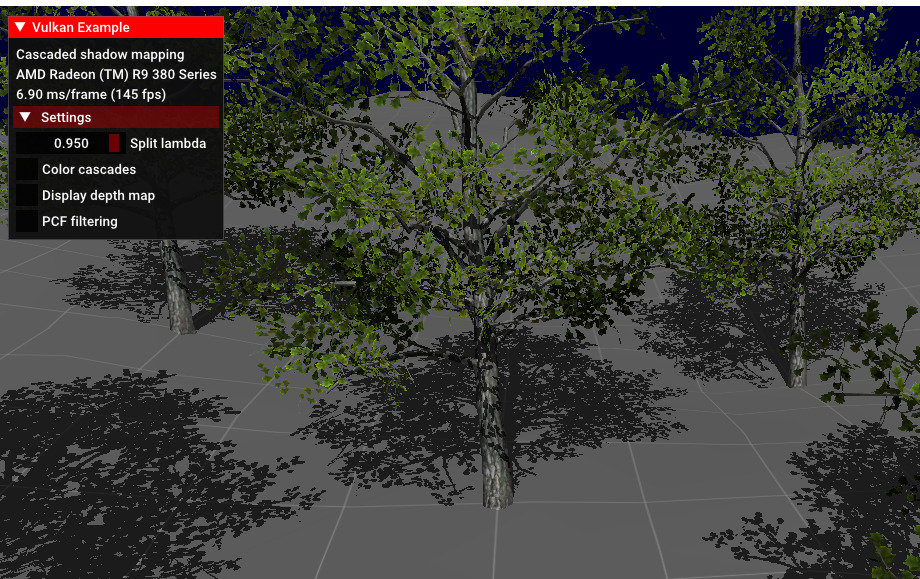 Vulkan Example
Cascaded shadow mapping
AMD Radeon (TM) R9 380 Series
6.90 ms/frame (145 fps)
Settings
0.950 Split lambda
Color cascades
Display depth map
PCF filtering